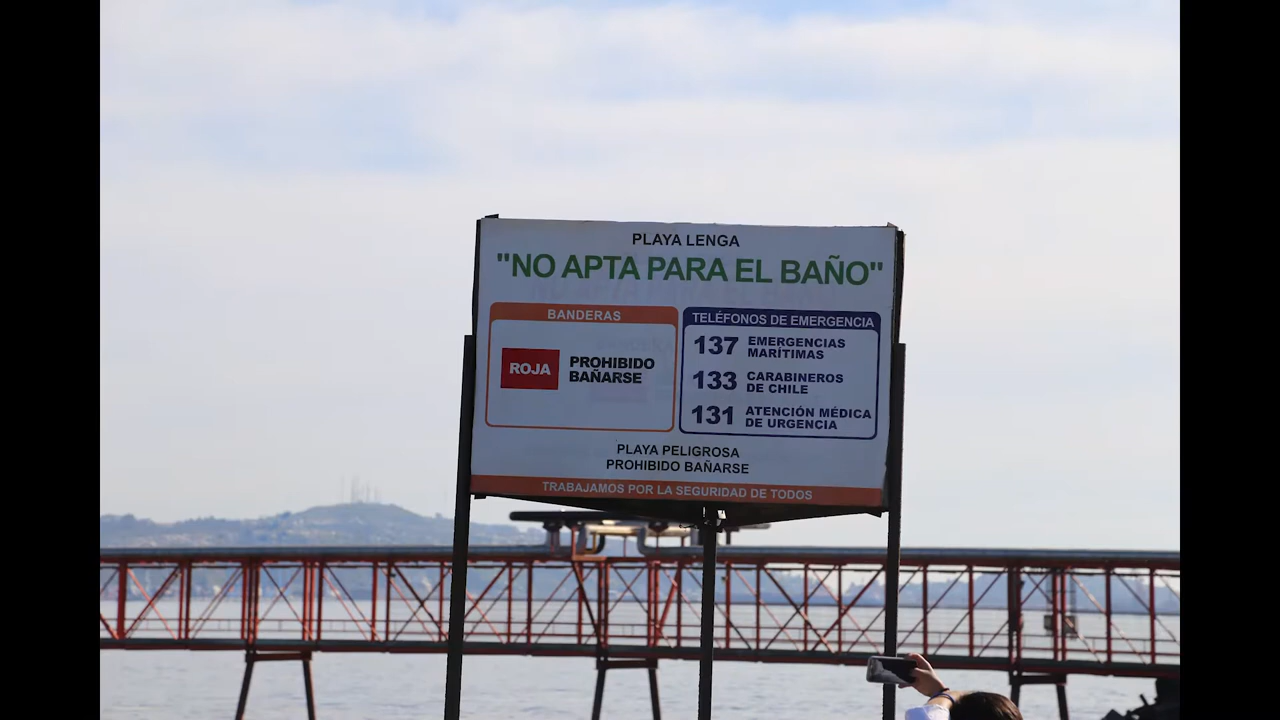 PLAYA LENGA
"NO APTA PARA EL BAÑO"
BANDERAS
ROJA
PROHIBIDO
BAÑARSE
TELÉFONOS DE EMERGENCIA
137 EMERGENCIAS
MARÍTIMAS
133 CARABINEROS
DE CHILE
131 ATENCIÓN MÉDICA
DE URGENCIA
PLAYA PELIGROSA
PROHIBIDO BAÑARSE
TRABAJAMOS POR LA SEGURIDAD DE TODOS